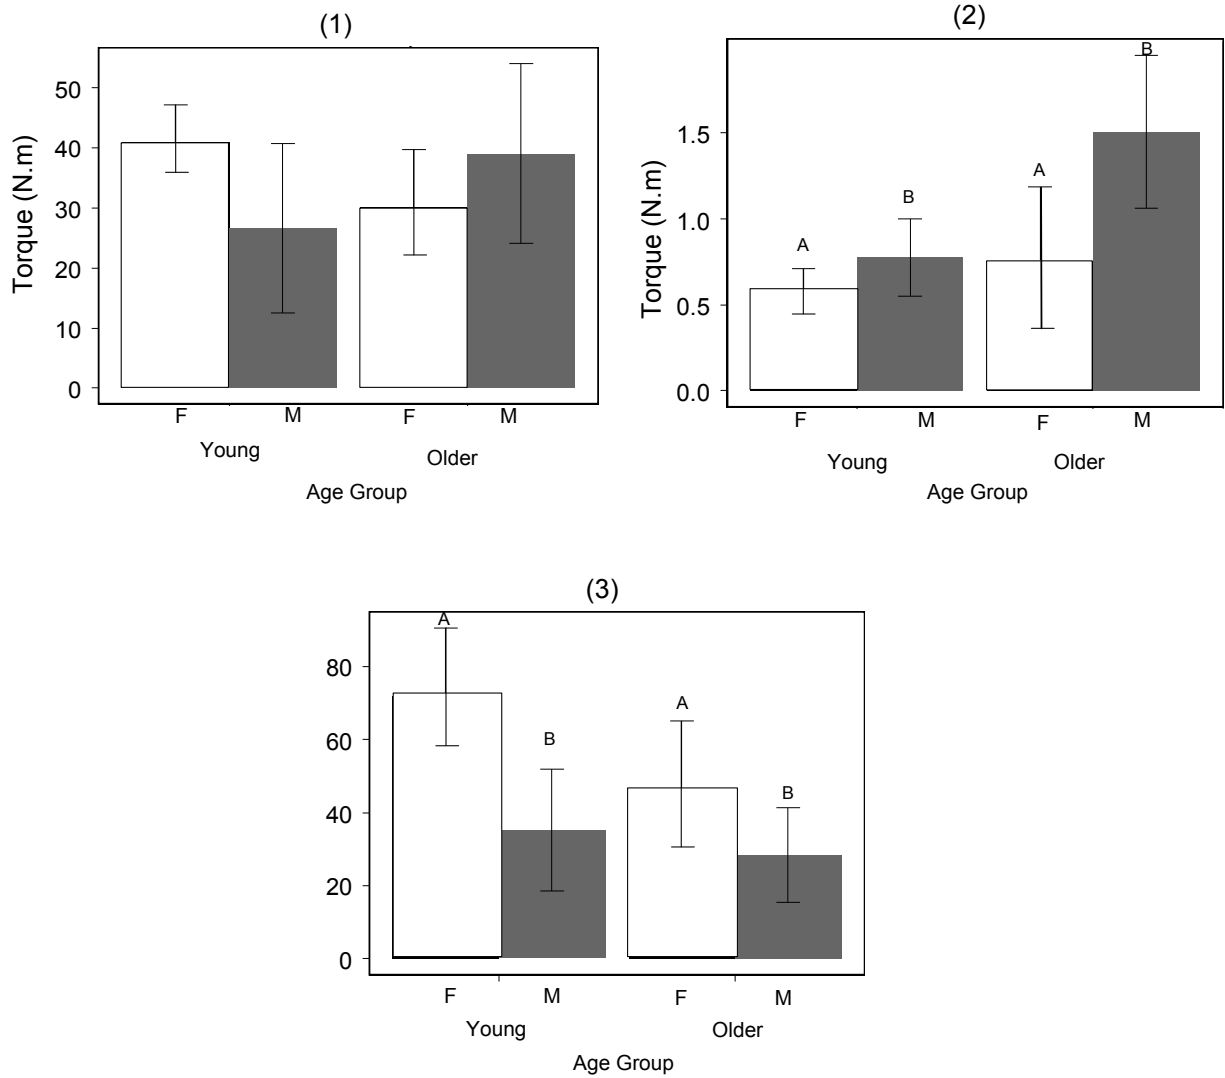 (1)
Torque (N.m)
50
40
30
20
10
0
F M F M
Young Older
Age Group
(2)
Torque (N.m)
1.5
1.0
0.5
0.0
A B A B
F M F M
Young Older
Age Group
(3)
80
60
40
20
0
A B A B
F M F M
Young Older
Age Group